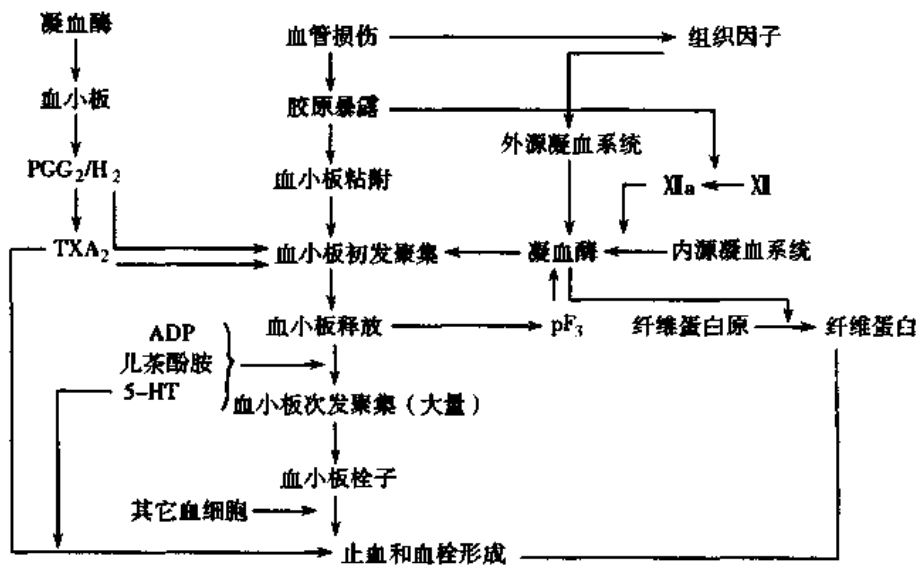 凝血酶
血管损伤
组织因子
血小板
胶原暴露
外源凝血系统
PGG₂/H₂
血小板粘附
Ⅻa
Ⅻ
TXA₂
血小板初发聚集
凝血酶
内源凝血系统
血小板释放
pF₃
纤维蛋白原
纤维蛋白
ADP
儿茶酚胺
5-HT
血小板次发聚集（大量）
血小板栓子
其它血细胞
止血和血栓形成